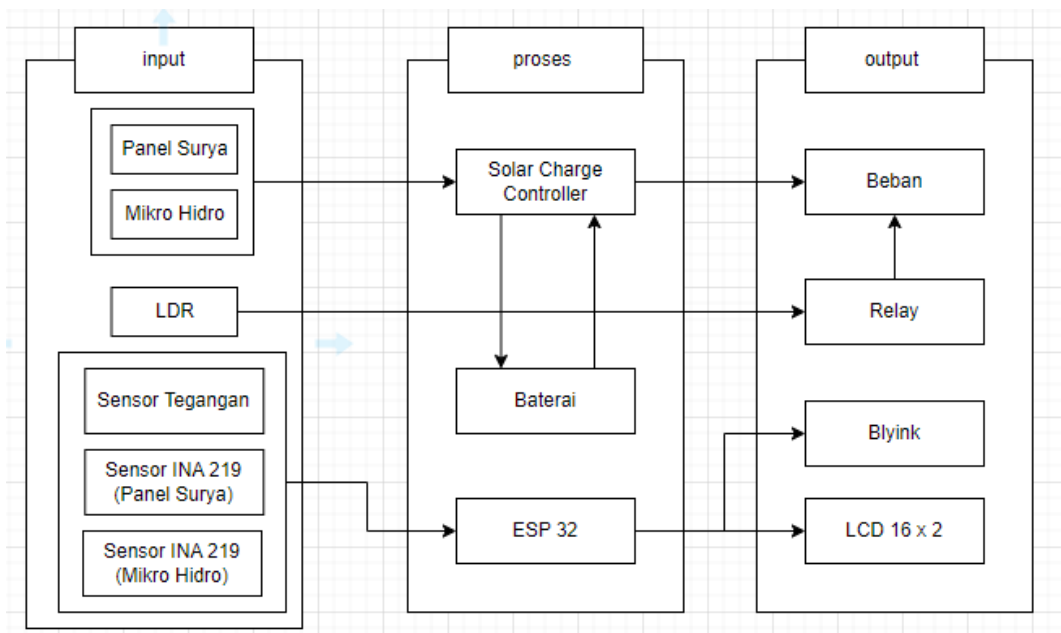 input
Panel Surya
Mikro Hidro
LDR
Sensor Tegangan
Sensor INA 219
(Panel Surya)
Sensor INA 219
(Mikro Hidro)
proses
Solar Charge
Controller
Baterai
ESP 32
output
Beban
Relay
Blyink
LCD 16 x 2